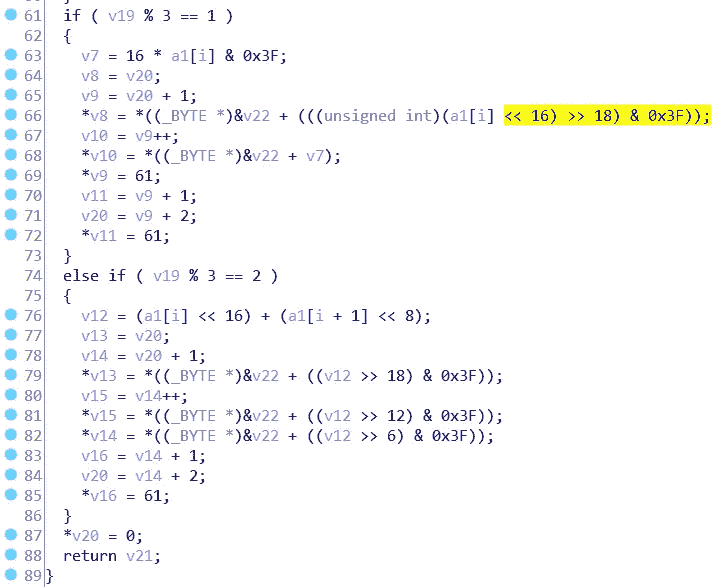 61 if ( v19 % 3 == 1 )
62 {
63 v7 = 16 * a1[i] & 0x3F;
64 v8 = v20;
65 v9 = v20 + 1;
66 *v8 = *((_BYTE *)&v22 + (((unsigned int)(a1[i] << 16) >> 18) & 0x3F));
67 v10 = v9++;
68 *v10 = *((_BYTE *)&v22 + v7);
69 *v9 = 61;
70 v11 = v9 + 1;
71 v20 = v9 + 2;
72 *v11 = 61;
73 }
74 else if ( v19 % 3 == 2 )
75 {
76 v12 = (a1[i] << 16) + (a1[i + 1] << 8);
77 v13 = v20;
78 v14 = v20 + 1;
79 *v13 = *((_BYTE *)&v22 + ((v12 >> 18) & 0x3F));
80 v15 = v14++;
81 *v15 = *((_BYTE *)&v22 + ((v12 >> 12) & 0x3F));
82 *v14 = *((_BYTE *)&v22 + ((v12 >> 6) & 0x3F));
83 v16 = v14 + 1;
84 v20 = v14 + 2;
85 *v16 = 61;
86 }
87 *v20 = 0;
88 return v21;
89 }